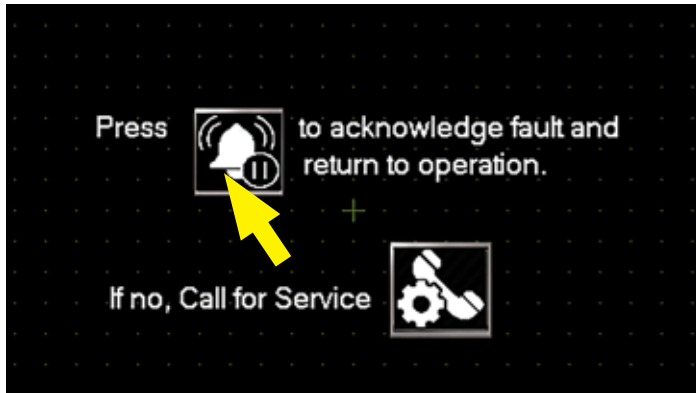 Press to acknowledge fault and
return to operation.
If no, Call for Service